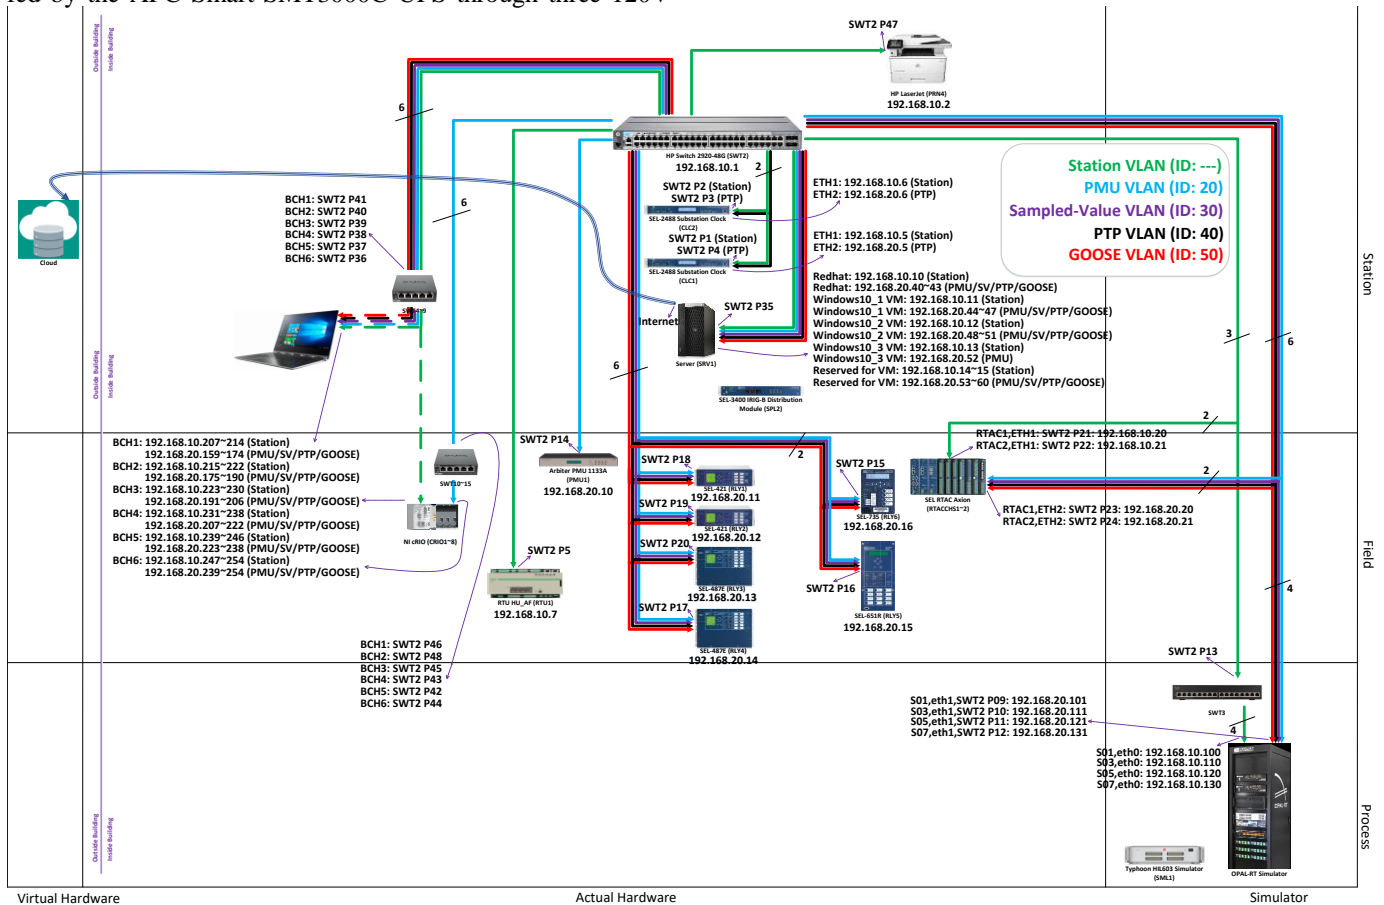 fed by the APC Smart SMT3000C UPS through three 120V
Outside Building
Inside Building
SWT2 P47
HP LaserJet (PRN4)
192.168.10.2
6
HP Switch 2920-48G (SWT2)
192.168.10.1
2
Station VLAN (ID: ---)
PMU VLAN (ID: 20)
Sampled-Value VLAN (ID: 30)
PTP VLAN (ID: 40)
GOOSE VLAN (ID: 50)
SWT2 P2 (Station)
SWT2 P3 (PTP)
SEL-2488 Substation Clock
(CLC2)
ETH1: 192.168.10.6 (Station)
ETH2: 192.168.20.6 (PTP)
SWT2 P1 (Station)
SWT2 P4 (PTP)
SEL-2488 Substation Clock
(CLC1)
ETH1: 192.168.10.5 (Station)
ETH2: 192.168.20.5 (PTP)
BCH1: SWT2 P41
BCH2: SWT2 P40
BCH3: SWT2 P39
BCH4: SWT2 P38
BCH5: SWT2 P37
BCH6: SWT2 P36
6
Cloud
Station
Redhat: 192.168.10.10 (Station)
Redhat: 192.168.20.40~43 (PMU/SV/PTP/GOOSE)
Windows10_1 VM: 192.168.10.11 (Station)
Windows10_1 VM: 192.168.20.44~47 (PMU/SV/PTP/GOOSE)
Windows10_2 VM: 192.168.10.12 (Station)
Windows10_2 VM: 192.168.20.48~51 (PMU/SV/PTP/GOOSE)
Windows10_3 VM: 192.168.10.13 (Station)
Windows10_3 VM: 192.168.20.52 (PMU)
Reserved for VM: 192.168.10.14~15 (Station)
Reserved for VM: 192.168.20.53~60 (PMU/SV/PTP/GOOSE)
Internet
SWT2 P35
Server (SRV1)
3
6
6
SEL-3400 IRIG-B Distribution
Module (SPL2)
Outside Building
Inside Building
2
BCH1: 192.168.10.207~214 (Station)
192.168.20.159~174 (PMU/SV/PTP/GOOSE)
BCH2: 192.168.10.215~222 (Station)
192.168.20.175~190 (PMU/SV/PTP/GOOSE)
BCH3: 192.168.10.223~230 (Station)
192.168.20.191~206 (PMU/SV/PTP/GOOSE)
BCH4: 192.168.10.231~238 (Station)
192.168.20.207~222 (PMU/SV/PTP/GOOSE)
BCH5: 192.168.10.239~246 (Station)
192.168.20.223~238 (PMU/SV/PTP/GOOSE)
BCH6: 192.168.10.247~254 (Station)
192.168.20.239~254 (PMU/SV/PTP/GOOSE)
SWT10~15
NI cRIO (CRIO1~8)
SWT2 P14
Arbiter PMU 1133A
(PMU1)
192.168.20.10
SWT2 P5
RTU HU_AF (RTU1)
192.168.10.7
SWT2 P18
SEL-421 (RLY1)
192.168.20.11
SWT2 P19
SEL-421 (RLY2)
192.168.20.12
SWT2 P20
SEL-487E (RLY3)
192.168.20.13
SWT2 P17
SEL-487E (RLY4)
192.168.20.14
2
SWT2 P15
SEL-735 (RLY6)
192.168.20.16
SWT2 P16
SEL-651R (RLY5)
192.168.20.15
RTAC1,ETH1: SWT2 P21: 192.168.10.20
RTAC2,ETH1: SWT2 P22: 192.168.10.21
SEL RTAC Axion
(RTACCHS1~2)
2
RTAC1,ETH2: SWT2 P23: 192.168.20.20
RTAC2,ETH2: SWT2 P24: 192.168.20.21
Field
4
BCH1: SWT2 P46
BCH2: SWT2 P48
BCH3: SWT2 P45
BCH4: SWT2 P43
BCH5: SWT2 P42
BCH6: SWT2 P44
SWT2 P13
SWT3
4
S01,eth1,SWT2 P09: 192.168.20.101
S03,eth1,SWT2 P10: 192.168.20.111
S05,eth1,SWT2 P11: 192.168.20.121
S07,eth1,SWT2 P12: 192.168.20.131
S01,eth0: 192.168.10.100
S03,eth0: 192.168.10.110
S05,eth0: 192.168.10.120
S07,eth0: 192.168.10.130
OPAL-RT
Outside Building
Inside Building
Process
Typhoon HIL603 Simulator
(SML1)
OPAL-RT Simulator
Virtual Hardware
Actual Hardware
Simulator